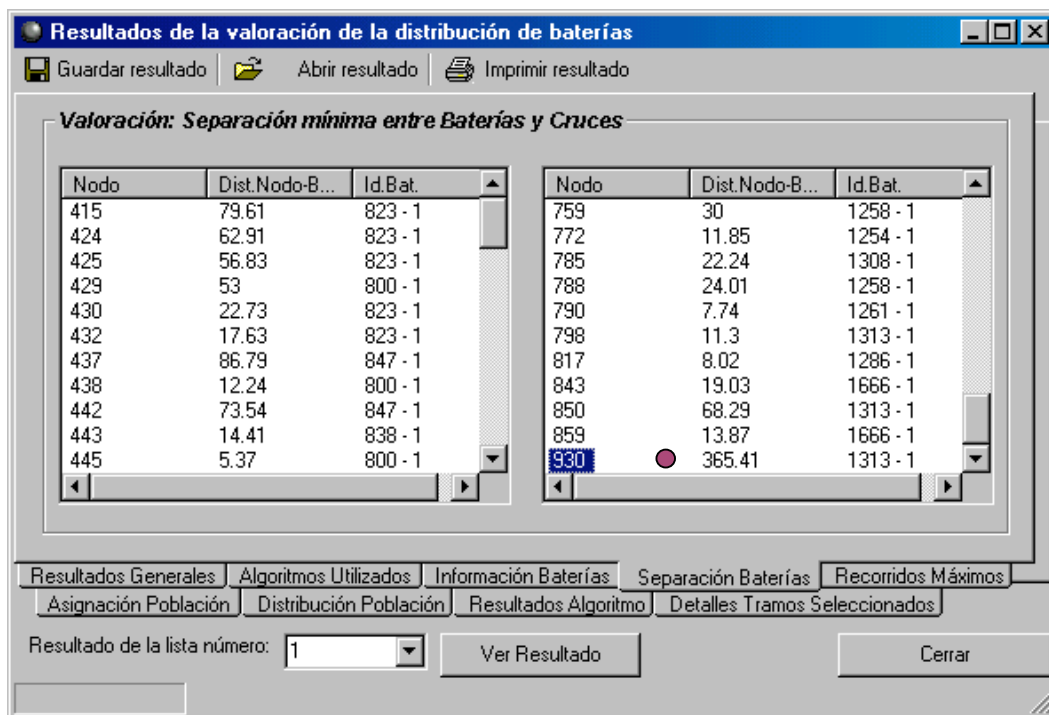 Resultados de la valoración de la distribución de baterías
Guardar resultado Abrir resultado Imprimir resultado
Valoración: Separación mínima entre Baterías y Cruces
Nodo Dist.Nodo-B... Id.Bat.
415 79.61 823 - 1
424 62.91 823 - 1
425 56.83 823 - 1
429 53 800 - 1
430 22.73 823 - 1
432 17.63 823 - 1
437 86.79 847 - 1
438 12.24 800 - 1
442 73.54 847 - 1
443 14.41 838 - 1
445 5.37 800 - 1
Nodo Dist.Nodo-B... Id.Bat.
759 30 1258 - 1
772 11.85 1254 - 1
785 22.24 1308 - 1
788 24.01 1258 - 1
790 7.74 1261 - 1
798 11.3 1313 - 1
817 8.02 1286 - 1
843 19.03 1666 - 1
850 68.29 1313 - 1
859 13.87 1666 - 1
930 365.41 1313 - 1
Resultados Generales Algoritmos Utilizados Información Baterías Separación Baterías Recorridos Máximos
Asignación Población Distribución Población Resultados Algoritmo Detalles Tramos Seleccionados
Resultado de la lista número: 1 Ver Resultado Cerrar